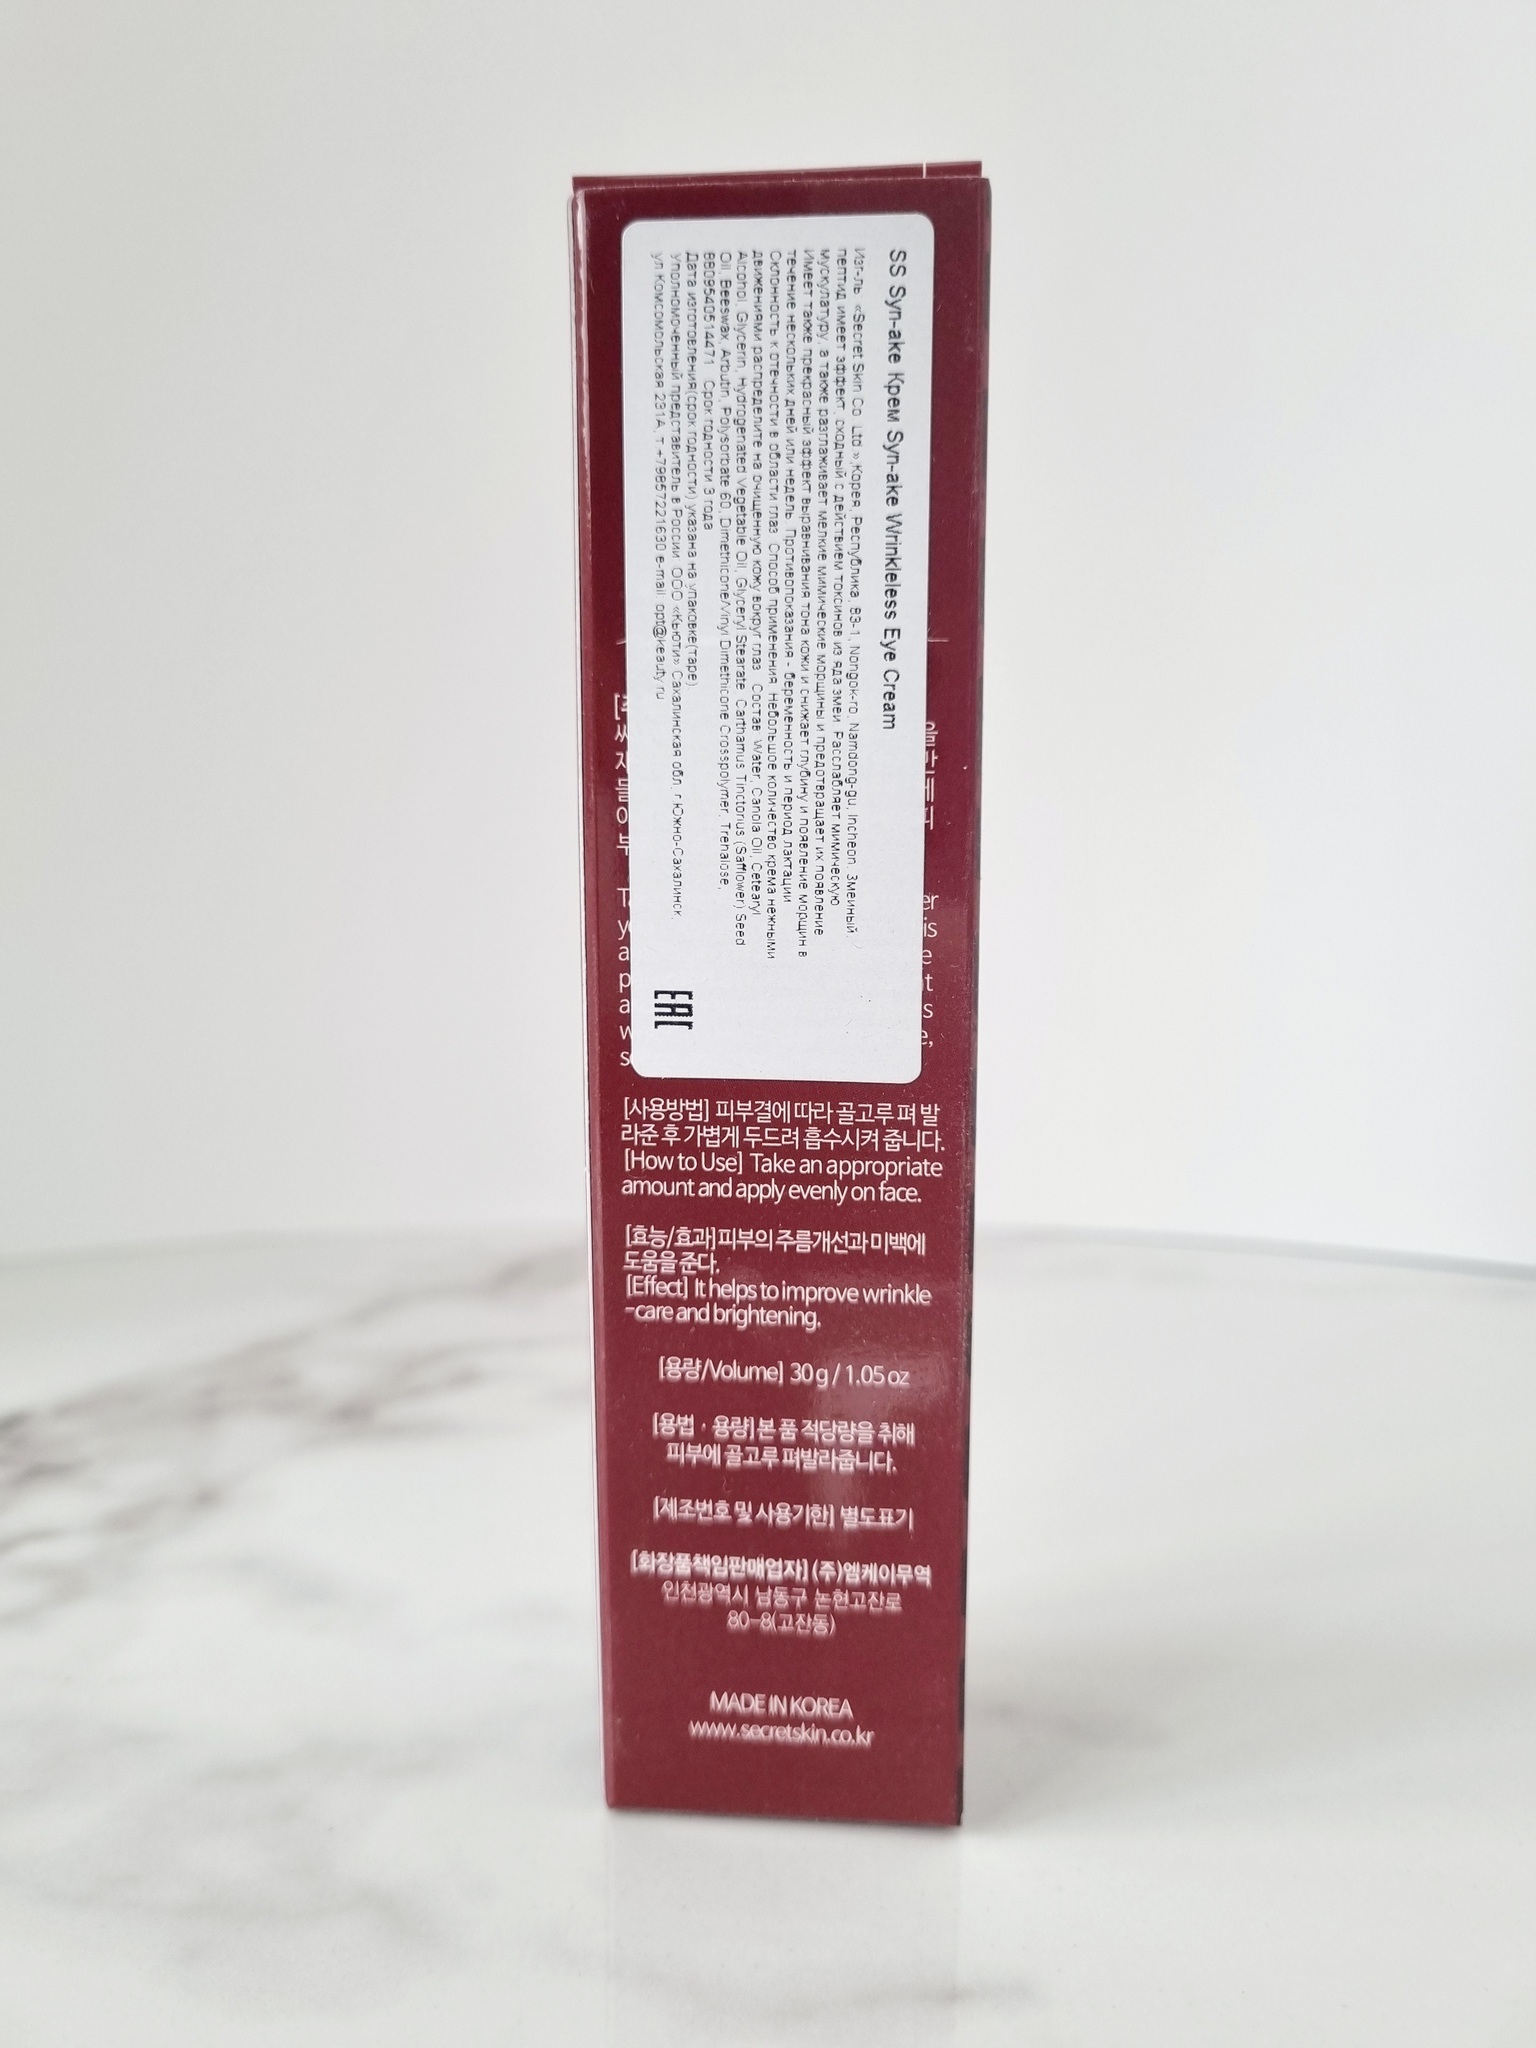 SS Syn-ake Крем Syn-ake Wrinkleless Eye Cream
Изг-ль «Secret Skin Co Ltd.» ,Корея, Республика, 83-1, Nongok-ro, Namdong-gu, Incheon. Змеиный
пептид имеет эффект, сходный с действием токсинов из яда змеи. Расслабляет мимическую
мускулатуру, а также разглаживает мелкие мимические морщины и предотвращает их появление
Имеет также прекрасный эффект выравнивания тона кожи и снижает глубину и появление морщин в
течение нескольких дней или недель. Противопоказания - беременность и период лактации
Склонность к отечности в области глаз. Способ применения. Небольшое количество крема нежными
движениями распределите на очищенную кожу вокруг глаз. Состав: Water, Canola Oil, Cetearyl
Alcohol, Glycerin, Hydrogenated Vegetable Oil, Glyceryl Stearate, Carthamus Tinctorius (Safflower) Seed
Oil, Beeswax, Arbutin, Polysorbate 60, Dimethicone/Vinyl Dimethicone Crosspolymer, Trehalose,
8809540514471 Срок годности 3 года
Дата изготовления(срок годности) указана на упаковке(таре)
Уполномоченный представитель в России: ООО «Кьюти» Сахалинская обл, г.Южно-Сахалинск,
ул Комсомольская 231А, т.+79857221630 e-mail: opt@keauty.ru
EAC
[사용방법] 피부결에 따라 골고루 펴 발
라준 후 가볍게 두드려 흡수시켜 줍니다.
[How to Use] Take an appropriate
amount and apply evenly on face.
[효능/효과]피부의 주름개선과 미백에
도움을 준다.
[Effect] It helps to improve wrinkle
-care and brightening.
[용량/Volume] 30 g / 1.05 oz
[용법 · 용량] 본 품 적당량을 취해
피부에 골고루 펴발라줍니다.
[제조번호 및 사용기한] 별도표기
[화장품책임판매업자] (주)엠케이무역
인천광역시 남동구 논현고잔로
80-8(고잔동)
MADE IN KOREA
www.secretskin.co.kr